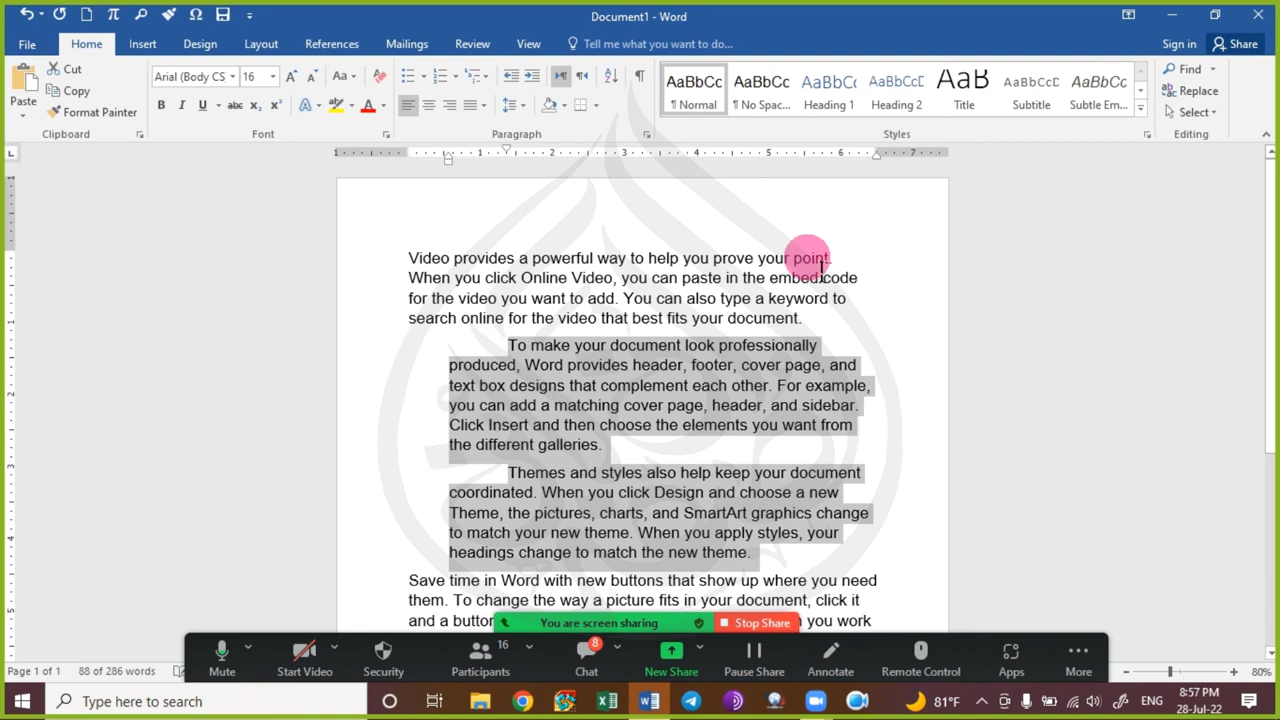 Document1 - Word
File Home Insert Design Layout References Mailings Review View Tell me what you want to do... Sign in Share
Paste Cut Copy Format Painter
Arial (Body CS 16
AaBbCc ¶ Normal
AaBbCc ¶ No Spac...
AaBbCc Heading 1
AaBbCcD Heading 2
AaB Title
AaBbCcD Subtitle
AaBbCc Subtle Em...
Find
Replace
Select
Clipboard Font Paragraph Styles Editing
1 1 2 3 4 5 6 7
Video provides a powerful way to help you prove your point.
When you click Online Video, you can paste in the embed code
for the video you want to add. You can also type a keyword to
search online for the video that best fits your document.
To make your document look professionally
produced, Word provides header, footer, cover page, and
text box designs that complement each other. For example,
you can add a matching cover page, header, and sidebar.
Click Insert and then choose the elements you want from
the different galleries.
Themes and styles also help keep your document
coordinated. When you click Design and choose a new
Theme, the pictures, charts, and SmartArt graphics change
to match your new theme. When you apply styles, your
headings change to match the new theme.
Save time in Word with new buttons that show up where you need
them. To change the way a picture fits in your document, click it
and a button you work
You are screen sharing Stop Share
16 8
Mute Start Video Security Participants Chat New Share Pause Share Annotate Remote Control Apps More
Page 1 of 1 88 of 286 words 80%
Type here to search
81°F ENG
8:57 PM
28-Jul-22